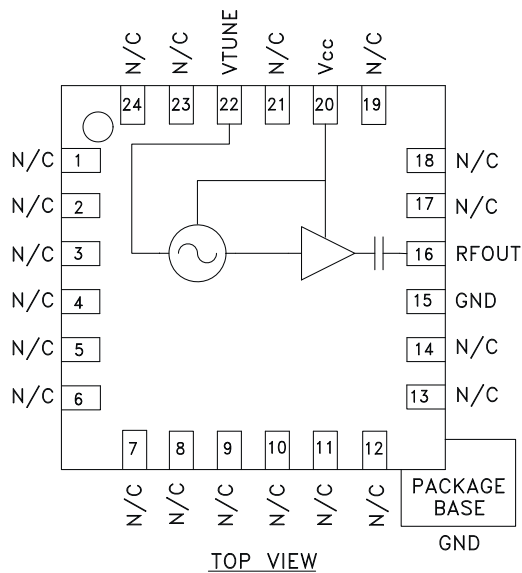 N/C N/C VTUNE N/C Vcc N/C
24 23 22 21 20 19
N/C 1
N/C 2
N/C 3
N/C 4
N/C 5
N/C 6
18 N/C
17 N/C
16 RFOUT
15 GND
14 N/C
13 N/C
7 8 9 10 11 12
N/C N/C N/C N/C N/C N/C
PACKAGE
BASE
GND
TOP VIEW